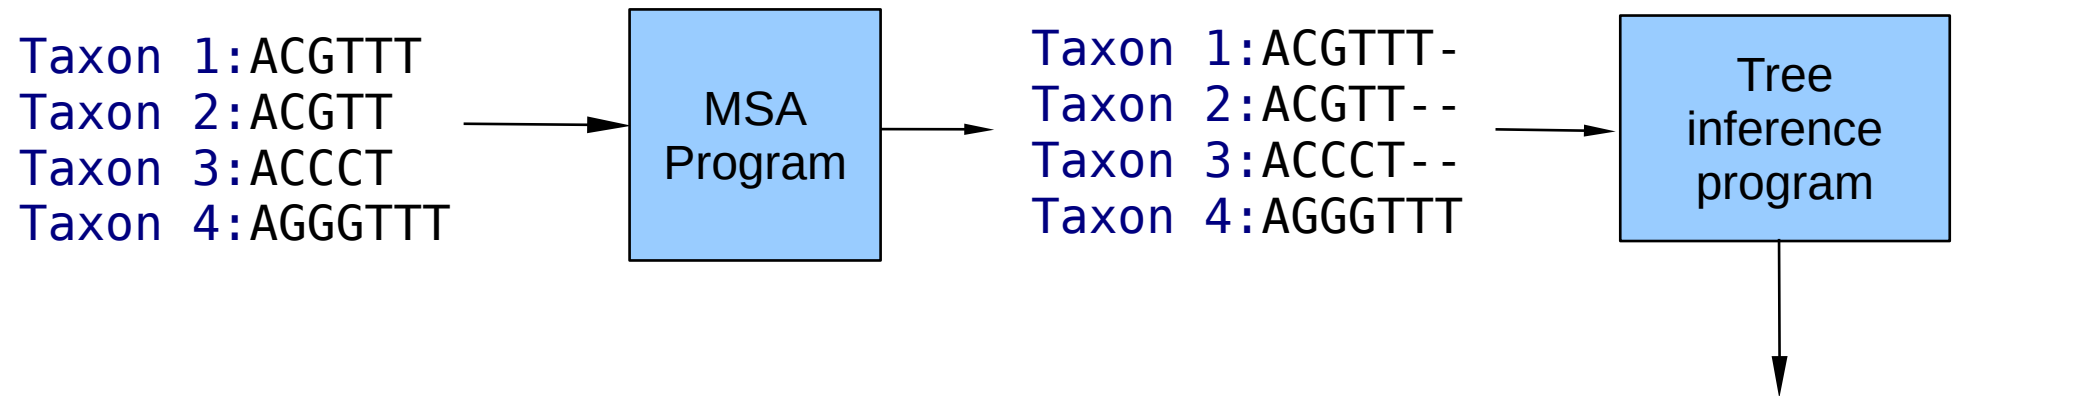 Taxon 1:ACGTTT
Taxon 2:ACGTT
Taxon 3:ACCCT
Taxon 4:AGGGTTT
MSA
Program
Taxon 1:ACGTTT-
Taxon 2:ACGTT--
Taxon 3:ACCCT--
Taxon 4:AGGGTTT
Tree
inference
program